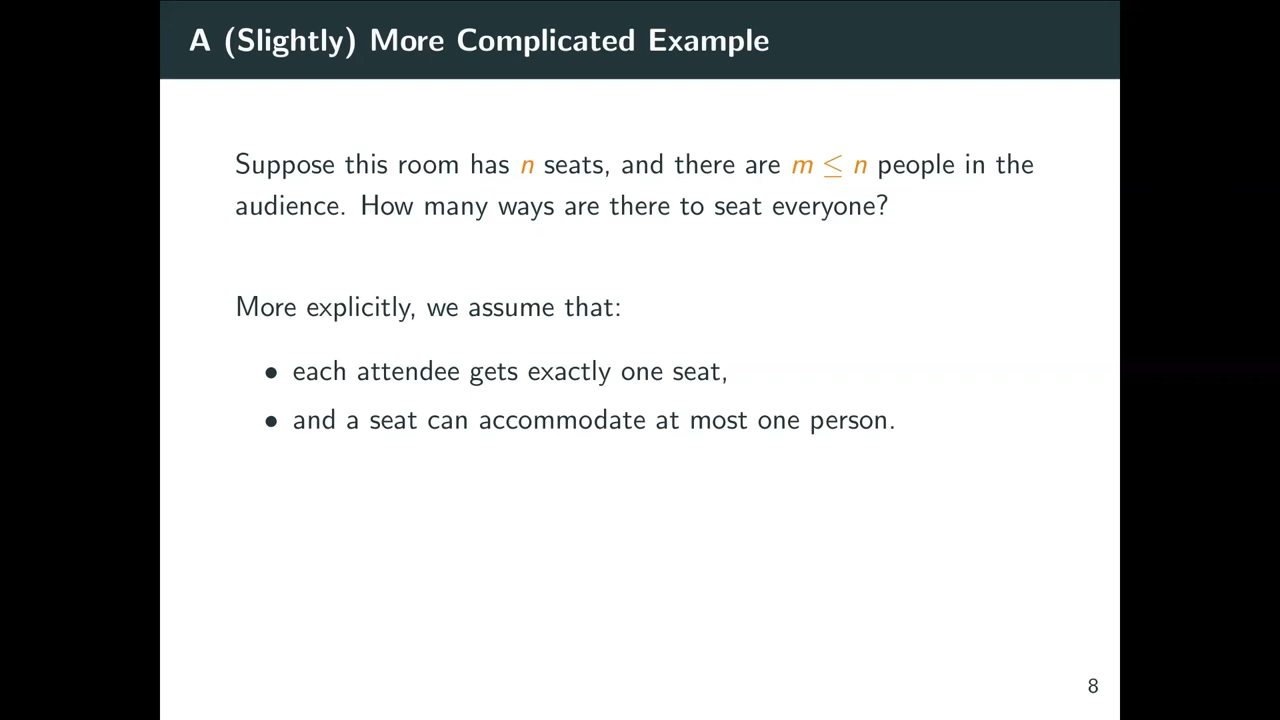 A (Slightly) More Complicated Example
Suppose this room has n seats, and there are m ≤ n people in the
audience. How many ways are there to seat everyone?
More explicitly, we assume that:
• each attendee gets exactly one seat,
• and a seat can accommodate at most one person.
8